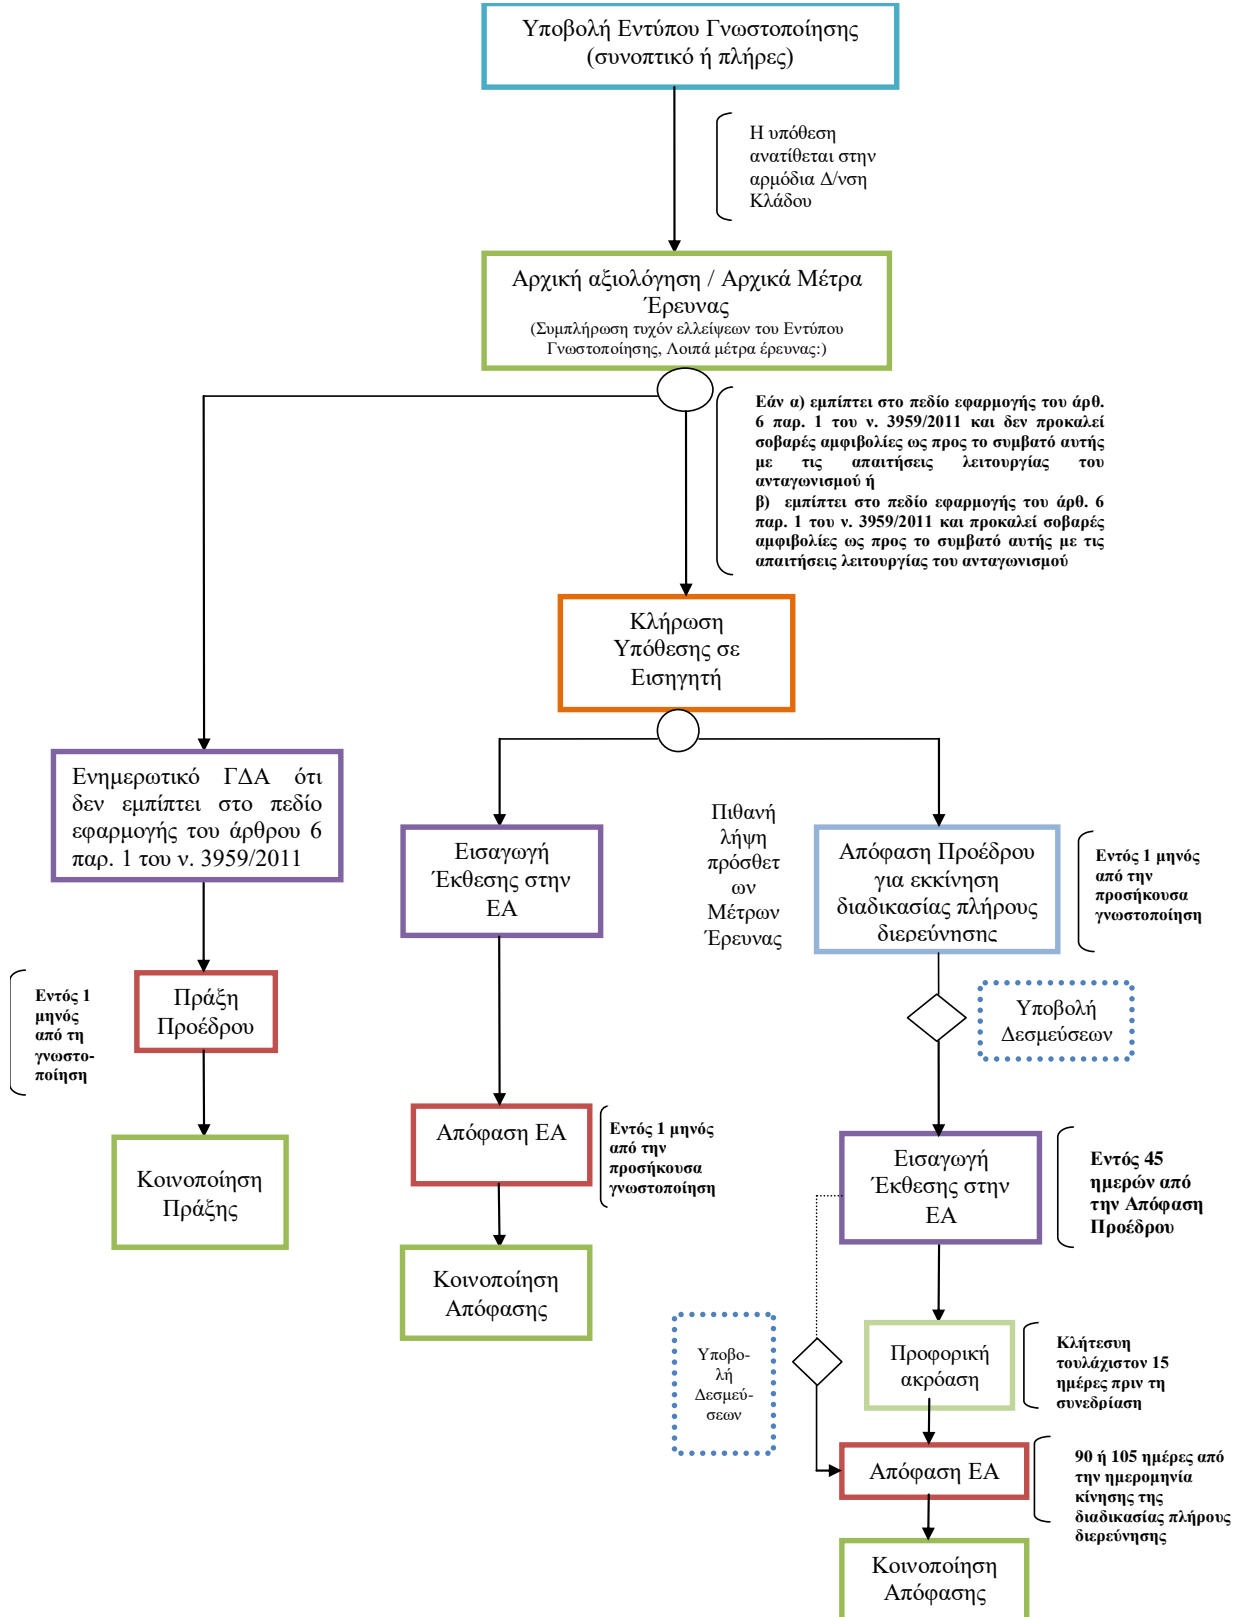 Υποβολή Εντύπου Γνωστοποίησης
(συνοπτικό ή πλήρες)
Η υπόθεση
ανατίθεται στην
αρμόδια Δ/νση
Κλάδου
Αρχική αξιολόγηση / Αρχικά Μέτρα
Έρευνας
(Συμπλήρωση τυχόν ελλείψεων του Εντύπου
Γνωστοποίησης, Λοιπά μέτρα έρευνας:)
Εάν α) εμπίπτει στο πεδίο εφαρμογής του άρθ.
6 παρ. 1 του ν. 3959/2011 και δεν προκαλεί
σοβαρές αμφιβολίες ως προς το συμβατό αυτής
με τις απαιτήσεις λειτουργίας του
ανταγωνισμού ή
β) εμπίπτει στο πεδίο εφαρμογής του άρθ. 6
παρ. 1 του ν. 3959/2011 και προκαλεί σοβαρές
αμφιβολίες ως προς το συμβατό αυτής με τις
απαιτήσεις λειτουργίας του ανταγωνισμού
Κλήρωση
Υπόθεσης σε
Εισηγητή
Ενημερωτικό ΓΔΑ ότι
δεν εμπίπτει στο πεδίο
εφαρμογής του άρθρου 6
παρ. 1 του ν. 3959/2011
Εισαγωγή
Έκθεσης στην
ΕΑ
Πιθανή
λήψη
πρόσθετ
ων
Μέτρων
Έρευνας
Απόφαση Προέδρου
για εκκίνηση
διαδικασίας πλήρους
διερεύνησης
Εντός 1 μηνός
από την
προσήκουσα
γνωστοποίηση
Εντός 1
μηνός
από τη
γνωστο-
ποίηση
Πράξη
Προέδρου
Υποβολή
Δεσμεύσεων
Κοινοποίηση
Πράξης
Απόφαση ΕΑ
Εντός 1 μηνός
από την
προσήκουσα
γνωστοποίηση
Εισαγωγή
Έκθεσης στην
ΕΑ
Εντός 45
ημερών από
την Απόφαση
Προέδρου
Κοινοποίηση
Απόφασης
Υποβο-
λή
Δεσμεύ-
σεων
Προφορική
ακρόαση
Κλήτεσυη
τουλάχιστον 15
ημέρες πριν τη
συνεδρίαση
Απόφαση ΕΑ
90 ή 105 ημέρες από
την ημερομηνία
κίνησης της
διαδικασίας πλήρους
διερεύνησης
Κοινοποίηση
Απόφασης